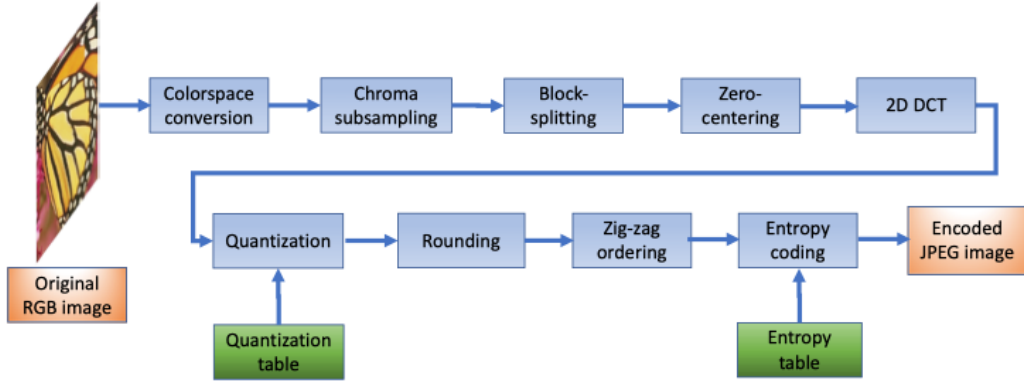 Colorspace
conversion
Chroma
subsampling
Block-
splitting
Zero-
centering
2D DCT
Quantization
Rounding
Zig-zag
ordering
Entropy
coding
Encoded
JPEG image
Original
RGB image
Quantization
table
Entropy
table